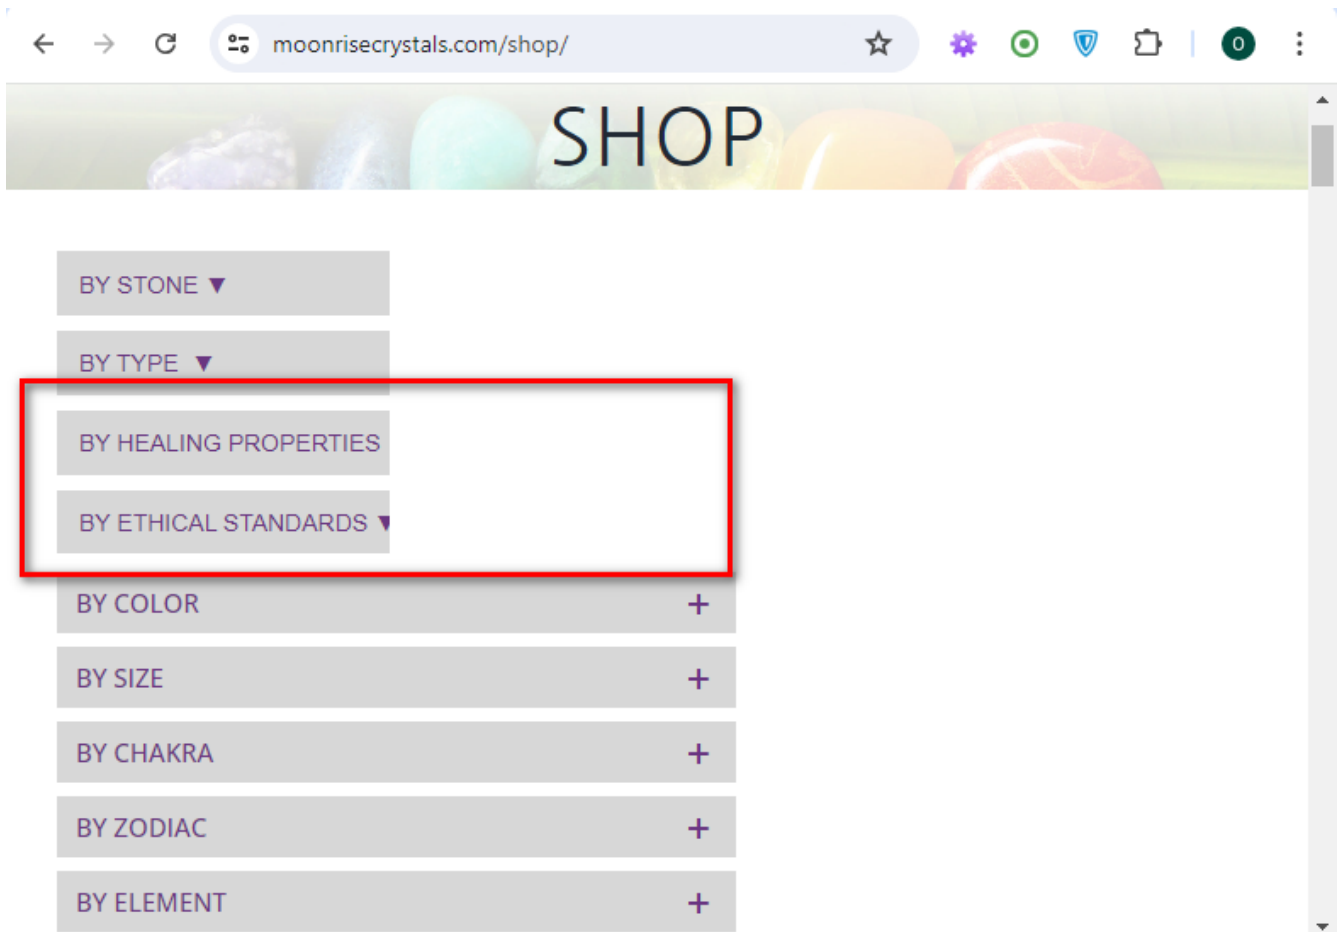 moonrisecrystals.com/shop/
O
SHOP
BY STONE ▼
BY TYPE ▼
BY HEALING PROPERTIES
BY ETHICAL STANDARDS ▼
BY COLOR +
BY SIZE +
BY CHAKRA +
BY ZODIAC +
BY ELEMENT +